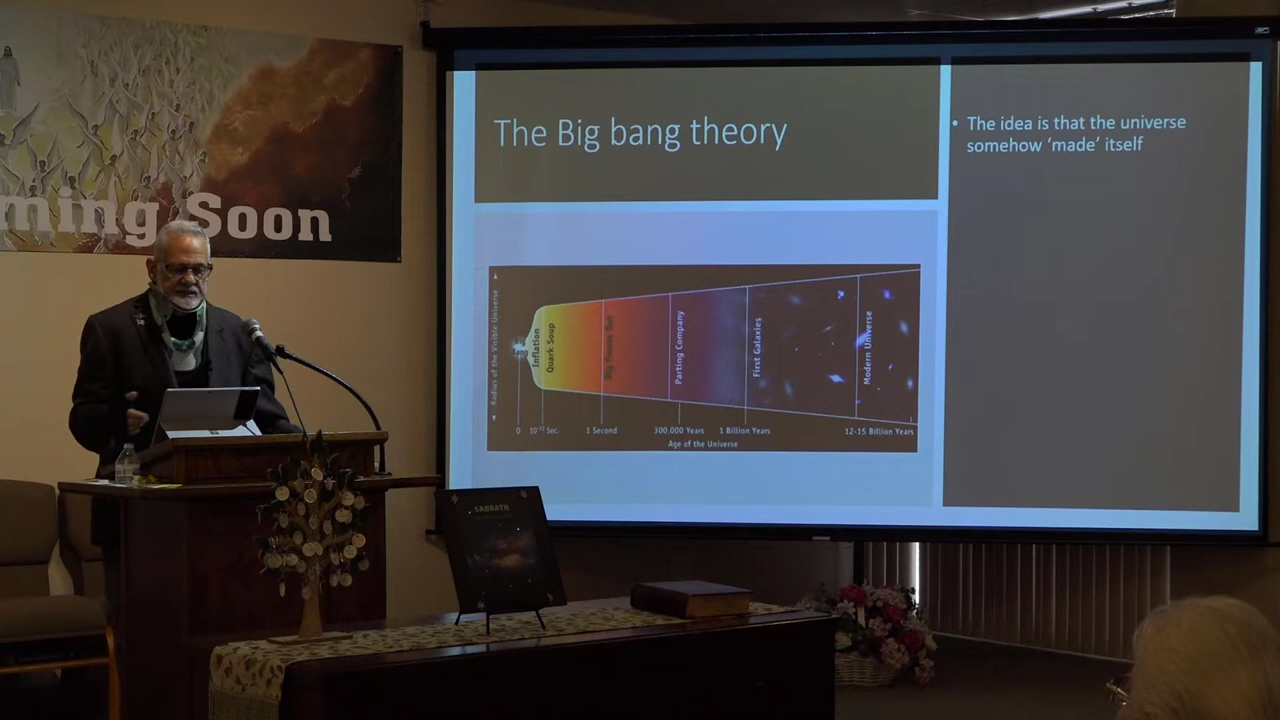 ming Soon
The Big bang theory
• The idea is that the universe
somehow ‘made’ itself
Radius of the Visible Universe
Inflation
Quark Soup
Parting Company
First Galaxies
Modern Universe
0
10⁻³² Sec.
1 Second
300,000 Years
1 Billion Years
12-15 Billion Years
Age of the Universe
SABBATH